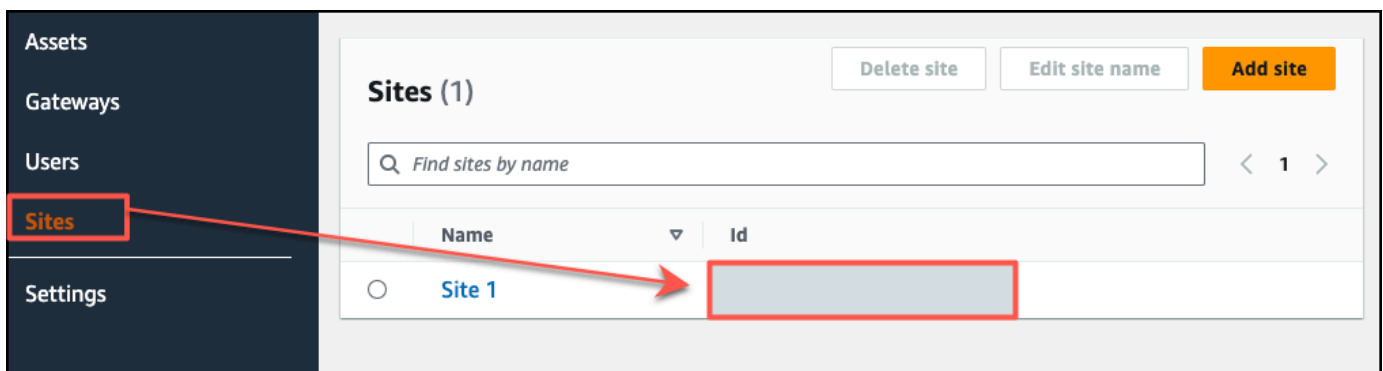 Assets
Gateways
Users
Sites
Settings
Sites (1)
Delete site
Edit site name
Add site
Find sites by name
1
Name
Id
Site 1